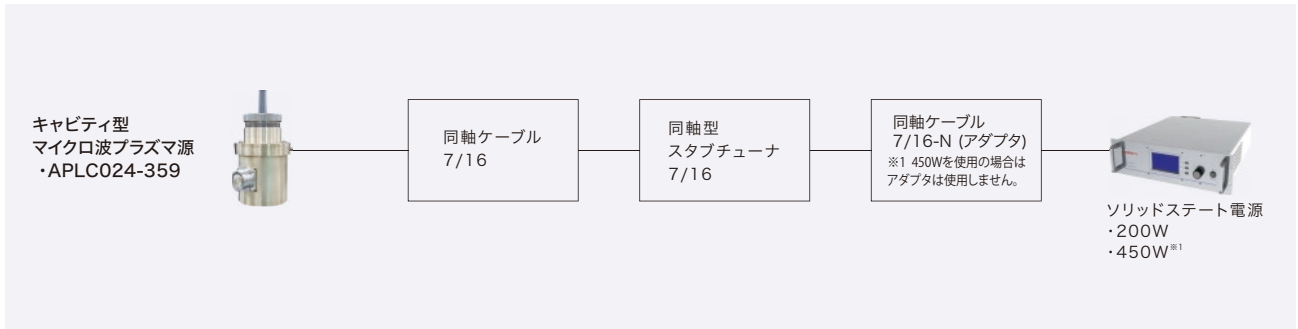 キャビティ型
マイクロ波プラズマ源
・APLC024-359
同軸ケーブル
7/16
同軸型
スタブチューナ
7/16
同軸ケーブル
7/16-N (アダプタ)
※1 450Wを使用の場合は
アダプタは使用しません。
ソリッドステート電源
・200W
・450W※1